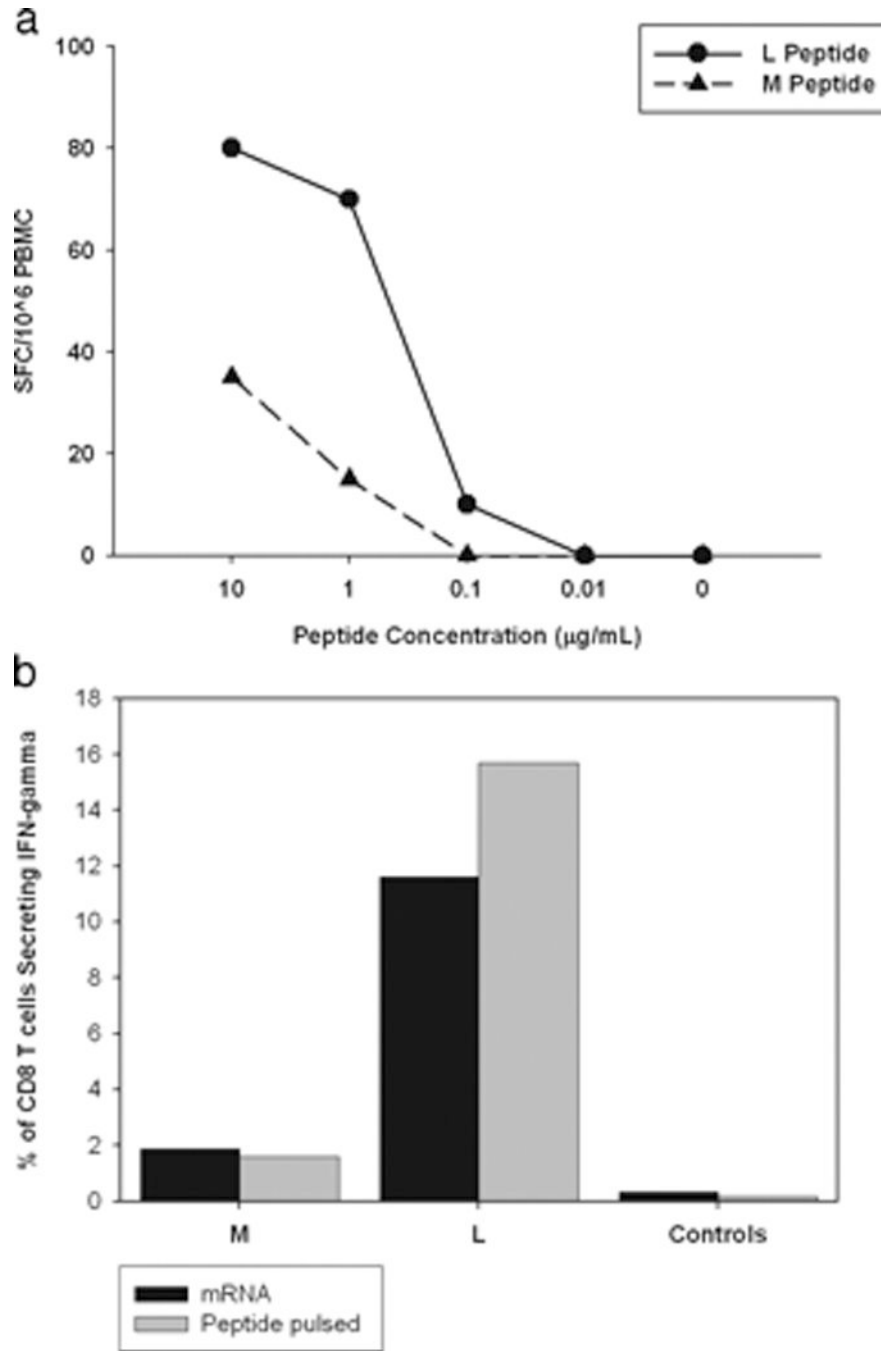 a
100
80
60
40
20
0
SFC/10^6 PBMC
L Peptide
M Peptide
10 1 0.1 0.01 0
Peptide Concentration (µg/mL)
b
18
16
14
12
10
8
6
4
2
0
% of CD8 T cells Secreting IFN-gamma
M L Controls
mRNA
Peptide pulsed